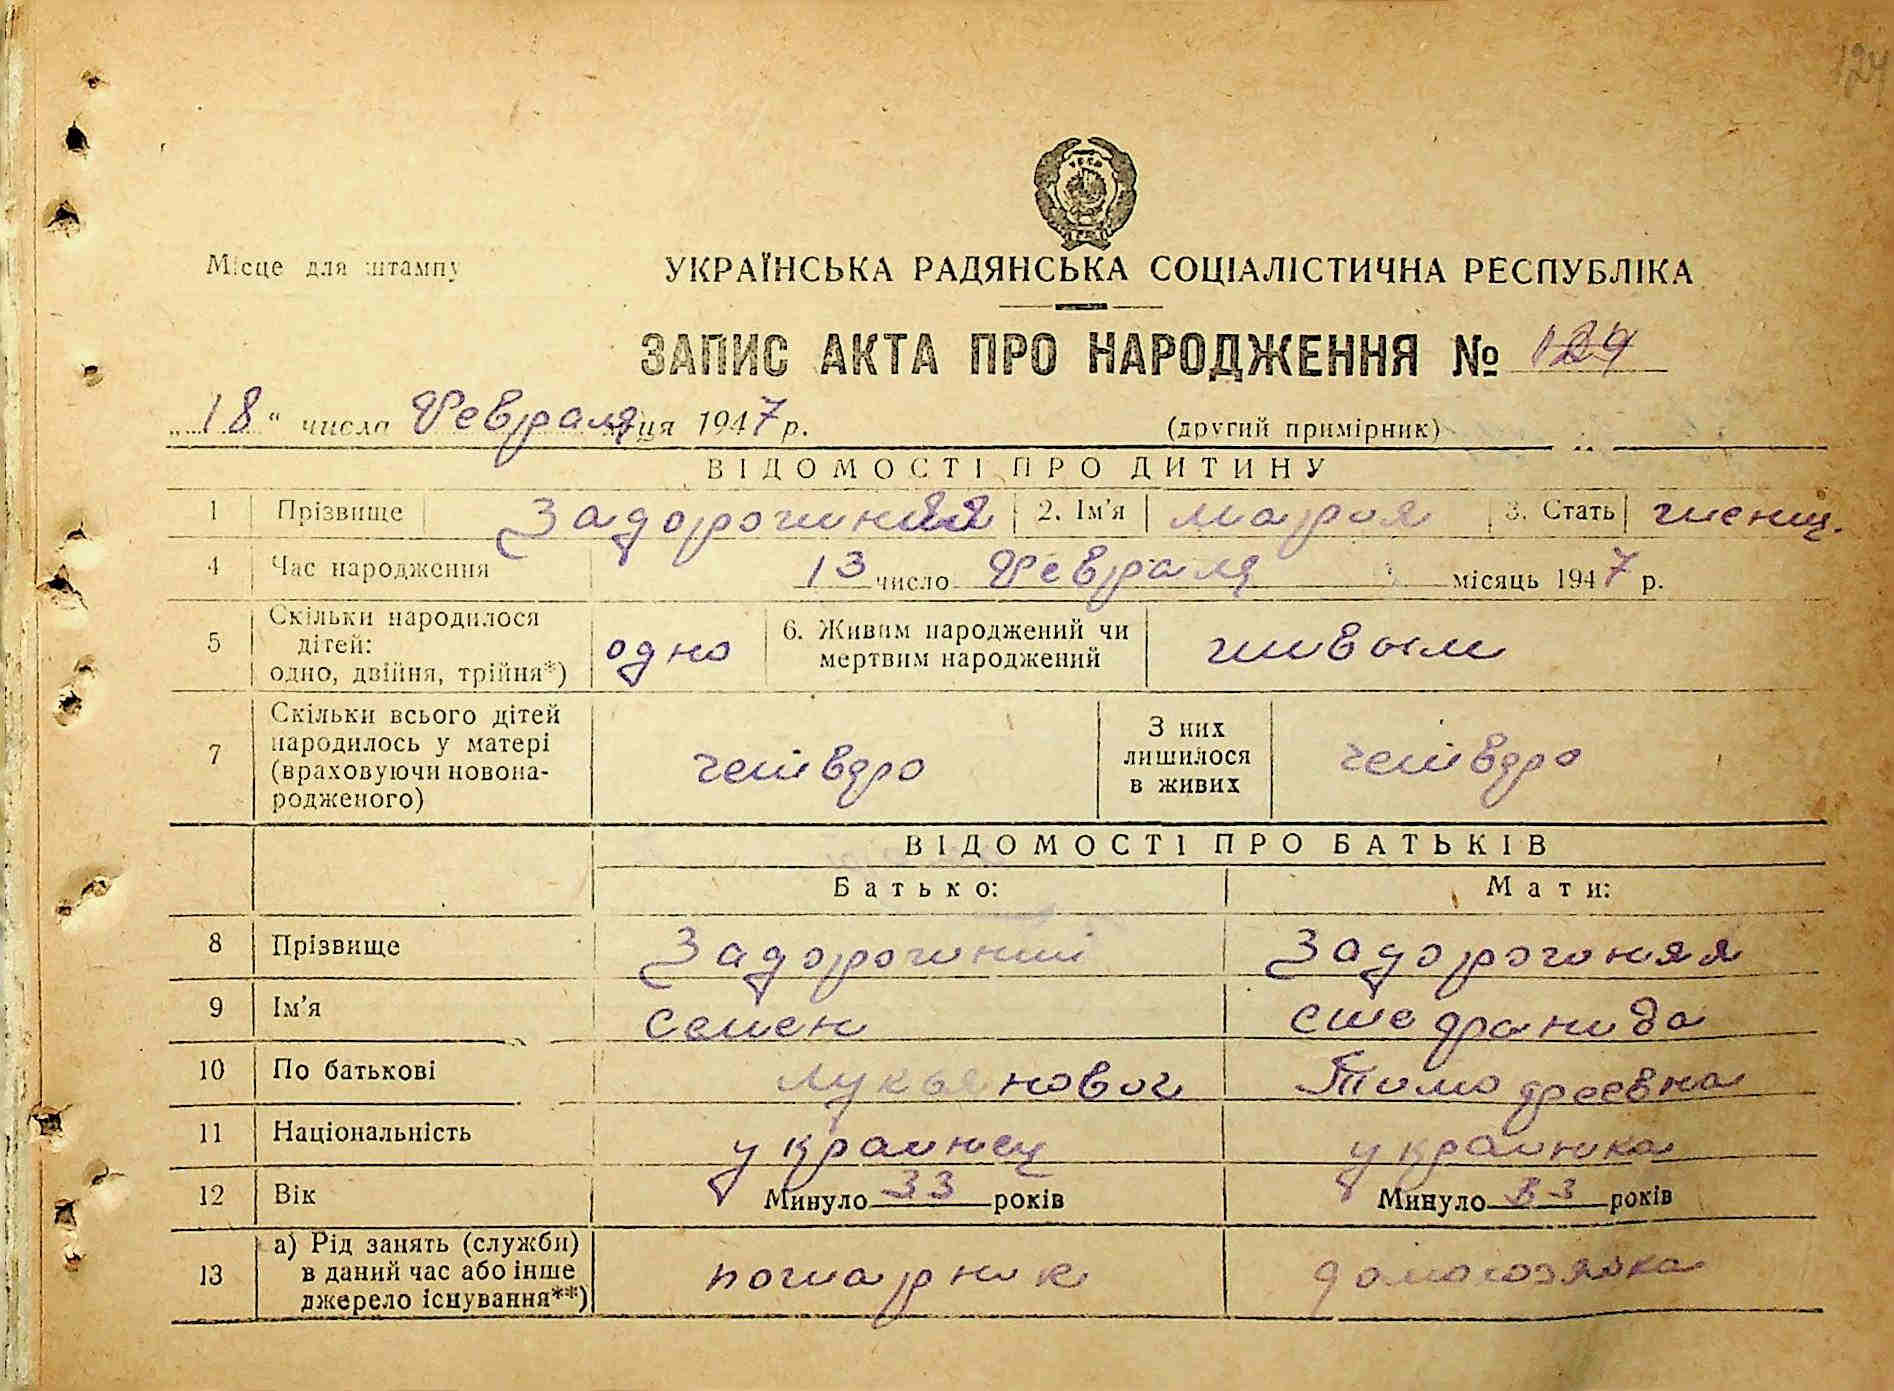 124
Місце для штампу
УКРАЇНСЬКА РАДЯНСЬКА СОЦІАЛІСТИЧНА РЕСПУБЛІКА
ЗАПИС АКТА ПРО НАРОДЖЕННЯ № 124
„18“ числа Февраля ця 1947 р. (другий примірник)
ВІДОМОСТІ ПРО ДИТИНУ
1 Прізвище Задорожняя 2. Ім'я Мария 3. Стать женщ.
4 Час народження 13 число Февраля місяць 1947 р.
5 Скільки народилося дітей: одно, двійня, трійня*) одно 6. Живим народжений чи мертвим народжений живым
7 Скільки всього дітей народилось у матері (враховуючи новонародженого) четвдро З них лишилося в живих четвдро
ВІДОМОСТІ ПРО БАТЬКІВ
Батько: Мати:
8 Прізвище Задорожний Задорожняя
9 Ім'я Семен
10 По батькові Лукьянович Тимофеевна
11 Національність украинец украинка
12 Вік Минуло 33 років Минуло 33 років
13 а) Рід занять (служби) в даний час або інше джерело існування**) пожарник домохозяйка